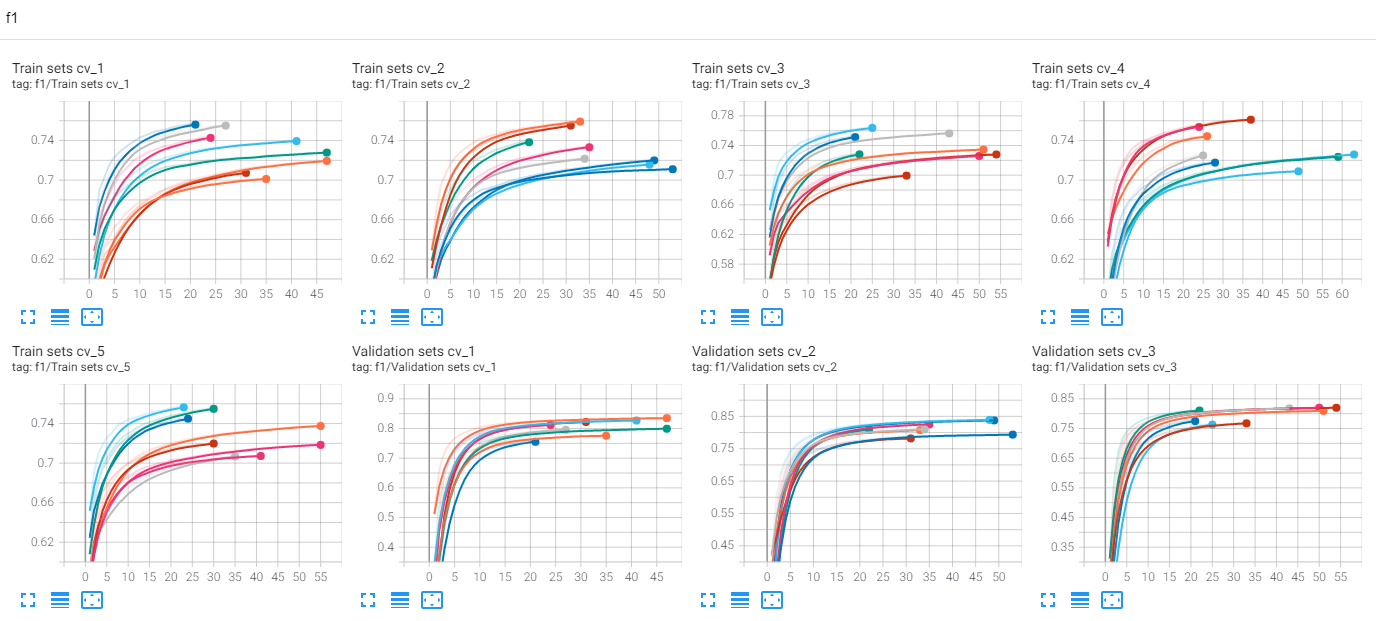 f1
Train sets cv_1
tag: f1/Train sets cv_1
0.74
0.7
0.66
0.62
0 5 10 15 20 25 30 35 40 45
Train sets cv_2
tag: f1/Train sets cv_2
0.74
0.7
0.66
0.62
0 5 10 15 20 25 30 35 40 45 50
Train sets cv_3
tag: f1/Train sets cv_3
0.78
0.74
0.7
0.66
0.62
0.58
0 5 10 15 20 25 30 35 40 45 50 55
Train sets cv_4
tag: f1/Train sets cv_4
0.74
0.7
0.66
0.62
0 5 10 15 20 25 30 35 40 45 50 55 60
Train sets cv_5
tag: f1/Train sets cv_5
0.74
0.7
0.66
0.62
0 5 10 15 20 25 30 35 40 45 50 55
Validation sets cv_1
tag: f1/Validation sets cv_1
0.9
0.8
0.7
0.6
0.5
0.4
0 5 10 15 20 25 30 35 40 45
Validation sets cv_2
tag: f1/Validation sets cv_2
0.85
0.75
0.65
0.55
0.45
0 5 10 15 20 25 30 35 40 45 50
Validation sets cv_3
tag: f1/Validation sets cv_3
0.85
0.75
0.65
0.55
0.45
0.35
0 5 10 15 20 25 30 35 40 45 50 55